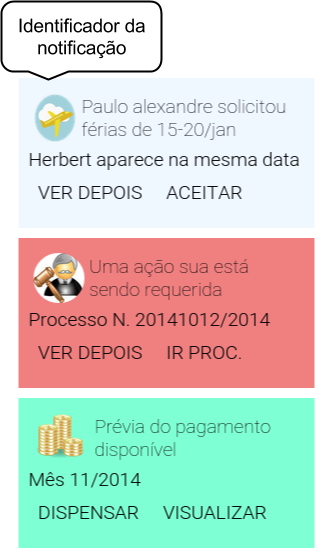 Identificador da
notificação
Paulo alexandre solicitou
férias de 15-20/jan
Herbert aparece na mesma data
VER DEPOIS ACEITAR
Uma ação sua está
sendo requerida
Processo N. 20141012/2014
VER DEPOIS IR PROC.
Prévia do pagamento
disponível
Mês 11/2014
DISPENSAR VISUALIZAR